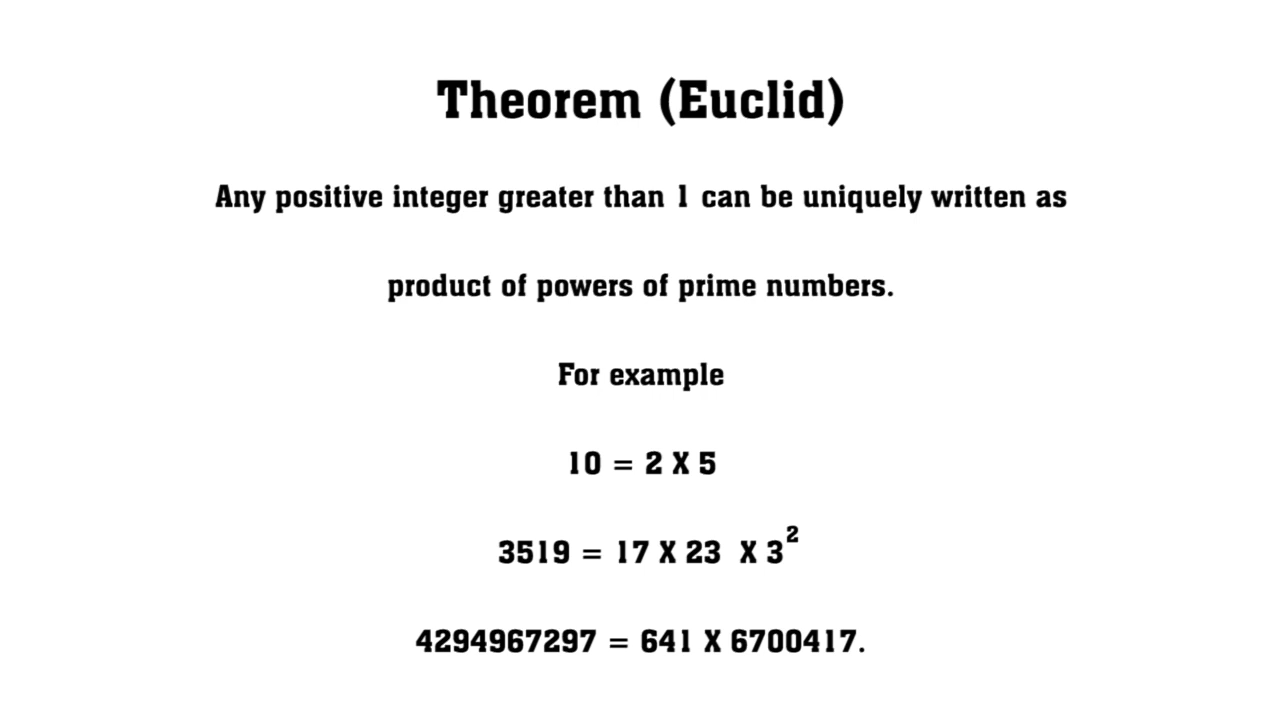 Theorem (Euclid)
Any positive integer greater than 1 can be uniquely written as
product of powers of prime numbers.
For example
10 = 2 X 5
3519 = 17 X 23 X 3²
4294967297 = 641 X 6700417.